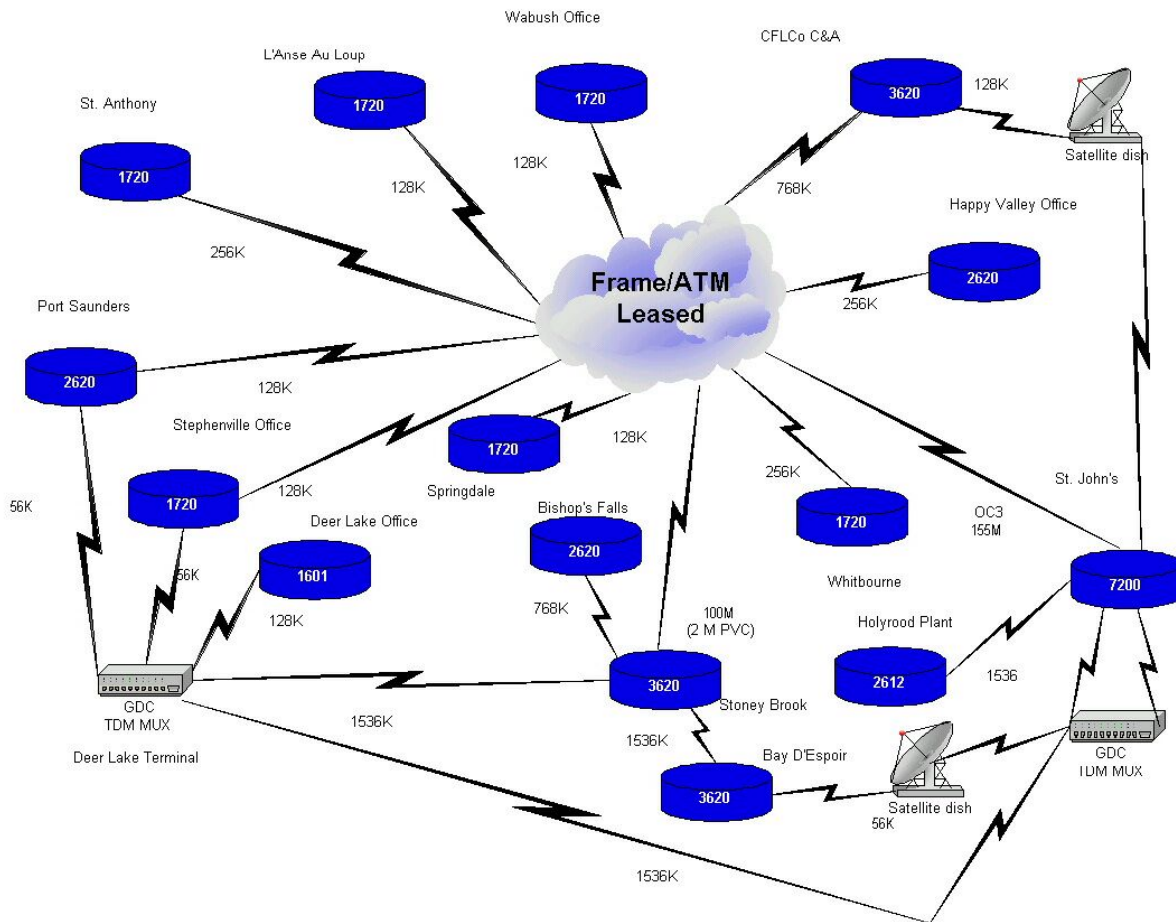 Wabush Office
CFLCo C&A
L'Anse Au Loup
St. Anthony
1720
1720
3620
128K
1720
Satellite dish
128K
128K
768K
Happy Valley Office
256K
2620
Frame/ATM
Leased
256K
Port Saunders
2620
128K
Stephenville Office
1720
128K
St. John's
1720
128K
Springdale
256K
56K
Deer Lake Office
Bishop's Falls
1720
OC3
155M
2620
56K
1601
Whitbourne
7200
768K
128K
100M
(2 M PVC)
Holyrood Plant
3620
2612
1536
GDC
TDM MUX
1536K
Stoney Brook
1536K
Deer Lake Terminal
Bay D'Espoir
GDC
TDM MUX
3620
Satellite dish
56K
1536K